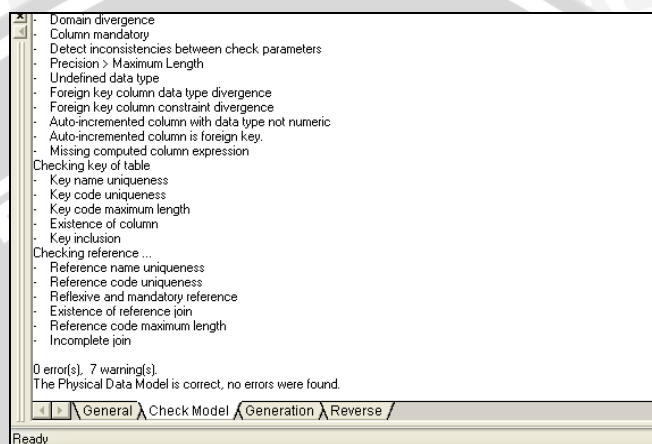 - Domain divergence
- Column mandatory
- Detect inconsistencies between check parameters
- Precision > Maximum Length
- Undefined data type
- Foreign key column data type divergence
- Foreign key column constraint divergence
- Auto-incremented column with data type not numeric
- Auto-incremented column is foreign key.
- Missing computed column expression
Checking key of table
- Key name uniqueness
- Key code uniqueness
- Key code maximum length
- Existence of column
- Key inclusion
Checking reference ...
- Reference name uniqueness
- Reference code uniqueness
- Reflexive and mandatory reference
- Existence of reference join
- Reference code maximum length
- Incomplete join
0 error(s), 7 warning(s).
The Physical Data Model is correct, no errors were found.
General Check Model Generation Reverse
Ready